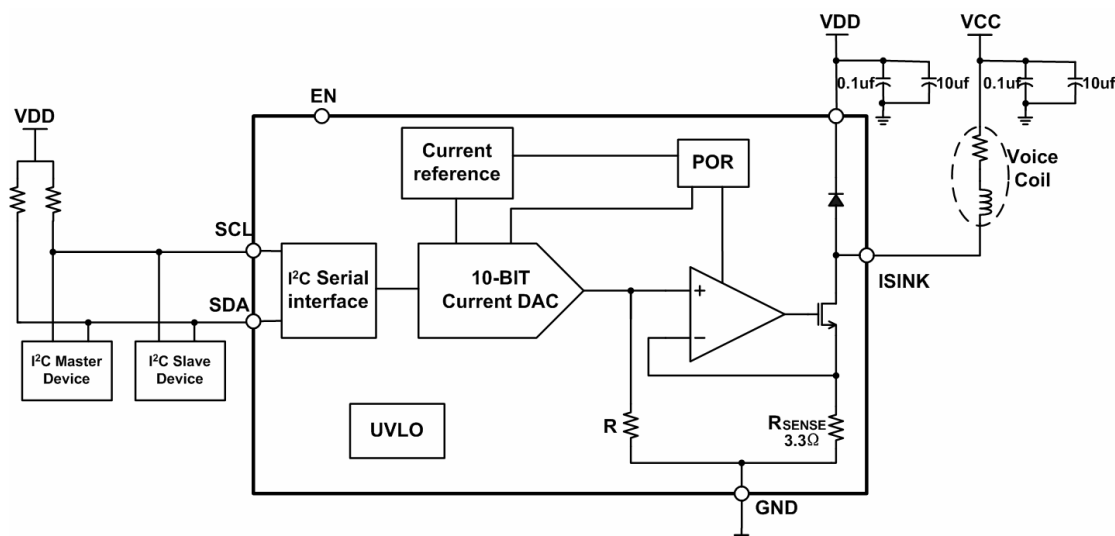 VDD
VCC
0.1uf
10uf
0.1uf
10uf
EN
VDD
Current
reference
POR
Voice
Coil
SCL
I²C Serial
interface
10-BIT
Current DAC
+
−
ISINK
SDA
I²C Master
Device
I²C Slave
Device
UVLO
R
RSENSE
3.3Ω
GND